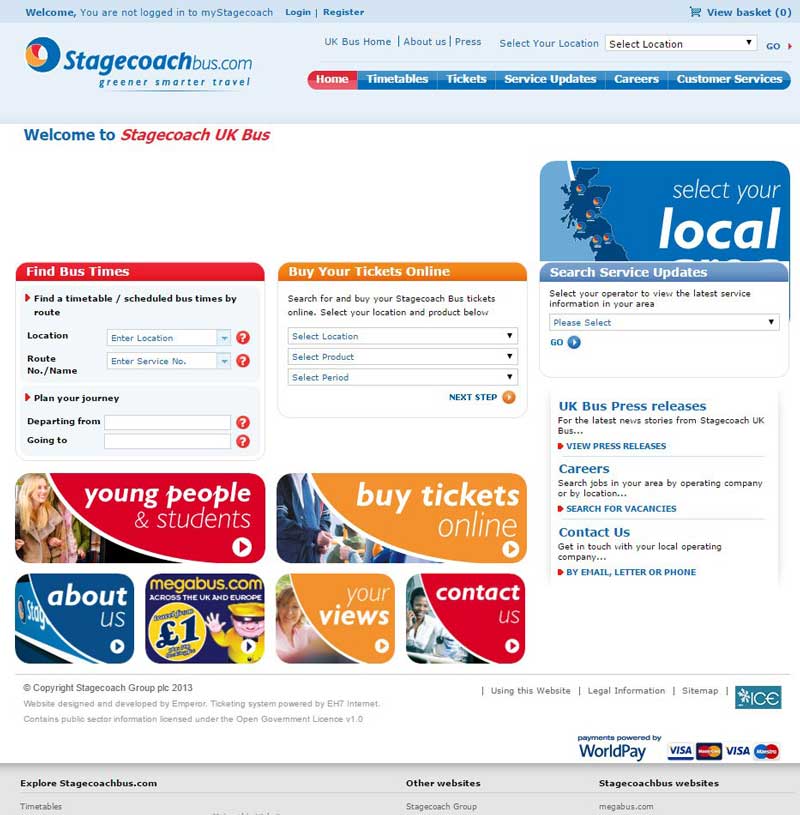 Welcome, You are not logged in to myStagecoach Login | Register View basket (0)
Stagecoachbus.com
greener smarter travel
UK Bus Home | About us | Press Select Your Location Select Location GO
Home Timetables Tickets Service Updates Careers Customer Services
Welcome to Stagecoach UK Bus
select your
local
area
Find Bus Times
Find a timetable / scheduled bus times by
route
Location Enter Location ?
Route
No./Name Enter Service No. ?
Plan your journey
Departing from ?
Going to ?
Buy Your Tickets Online
Search for and buy your Stagecoach Bus tickets
online. Select your location and product below
Select Location
Select Product
Select Period
NEXT STEP
Search Service Updates
Select your operator to view the latest service
information in your area
Please Select
GO
UK Bus Press releases
For the latest news stories from Stagecoach UK
Bus...
VIEW PRESS RELEASES
Careers
Search jobs in your area by operating company
or by location...
SEARCH FOR VACANCIES
Contact Us
Get in touch with your local operating
company...
BY EMAIL, LETTER OR PHONE
young people
& students
buy tickets
online
Stag
about
us
megabus.com
ACROSS THE UK AND EUROPE
travel from
£1
your
views
contact
us
© Copyright Stagecoach Group plc 2013
Website designed and developed by Emperor. Ticketing system powered by EH7 Internet.
Contains public sector information licensed under the Open Government Licence v1.0
| Using this Website | Legal Information | Sitemap | ICE
payments powered by
WorldPay VISA MasterCard VISA Maestro
Explore Stagecoachbus.com Other websites Stagecoachbus websites
Timetables Stagecoach Group megabus.com